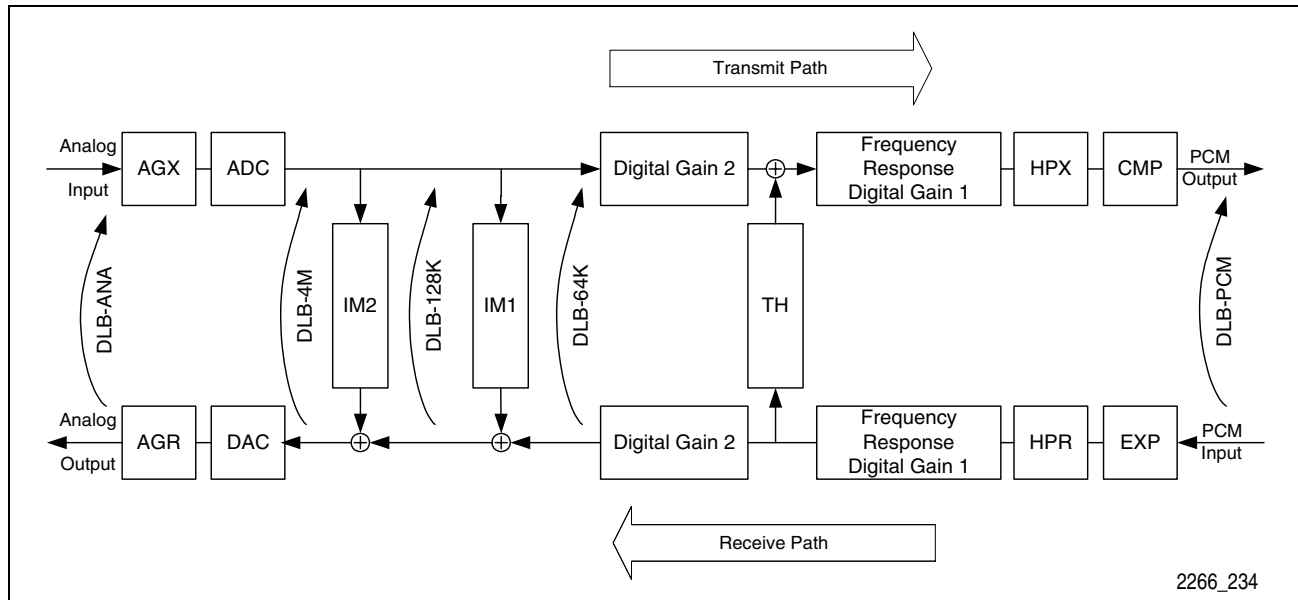 Transmit Path
Analog
Input
AGX
ADC
Digital Gain 2
Frequency
Response
Digital Gain 1
HPX
CMP
PCM
Output
DLB-ANA
DLB-4M
IM2
DLB-128K
IM1
DLB-64K
TH
DLB-PCM
Analog
Output
AGR
DAC
Digital Gain 2
Frequency
Response
Digital Gain 1
HPR
EXP
PCM
Input
Receive Path
2266_234